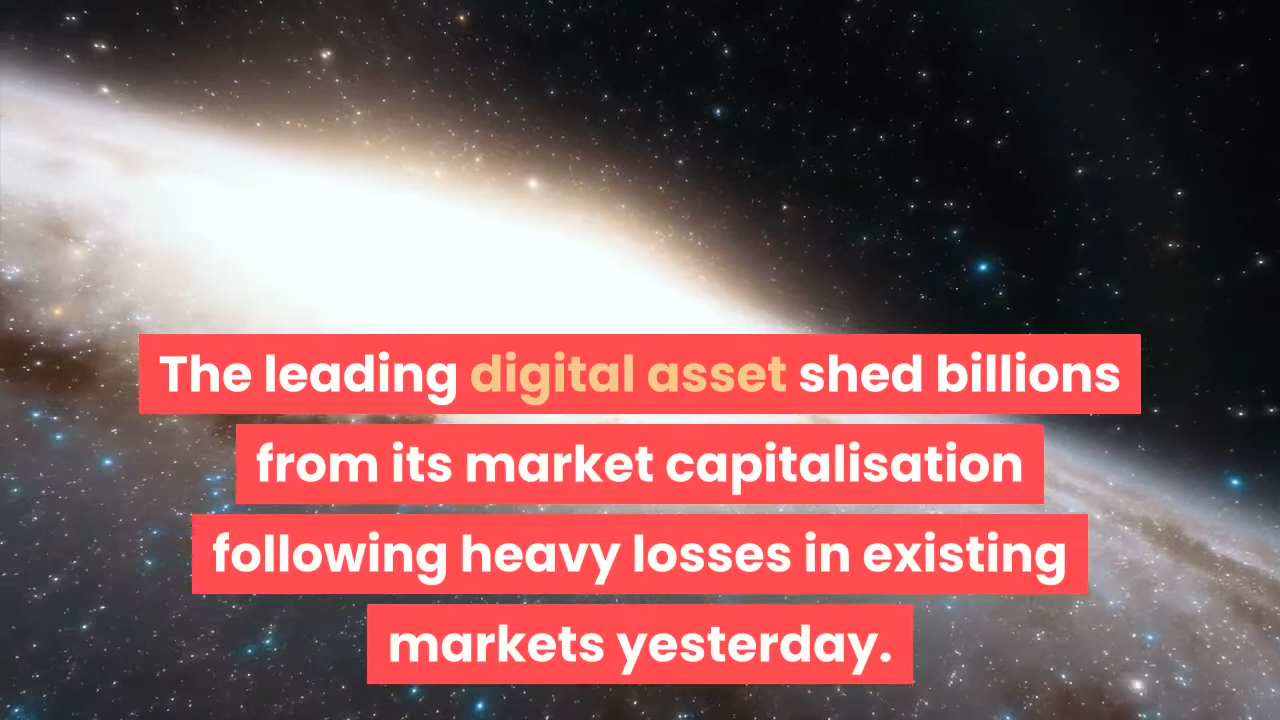 The leading digital asset shed billions
from its market capitalisation
following heavy losses in existing
markets yesterday.